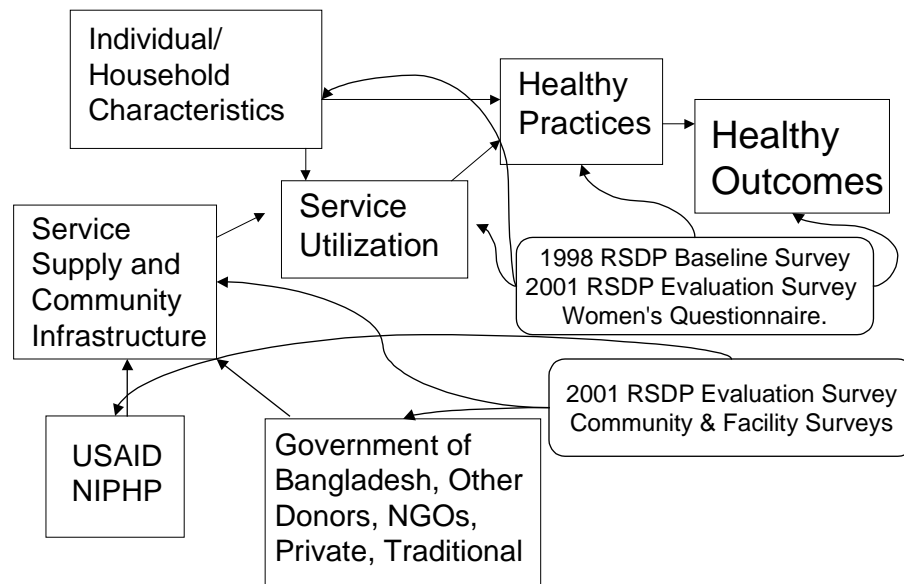 Individual/
Household
Characteristics
Healthy
Practices
Healthy
Outcomes
Service
Utilization
Service
Supply and
Community
Infrastructure
1998 RSDP Baseline Survey
2001 RSDP Evaluation Survey
Women's Questionnaire.
2001 RSDP Evaluation Survey
Community & Facility Surveys
USAID
NIPHP
Government of
Bangladesh, Other
Donors, NGOs,
Private, Traditional